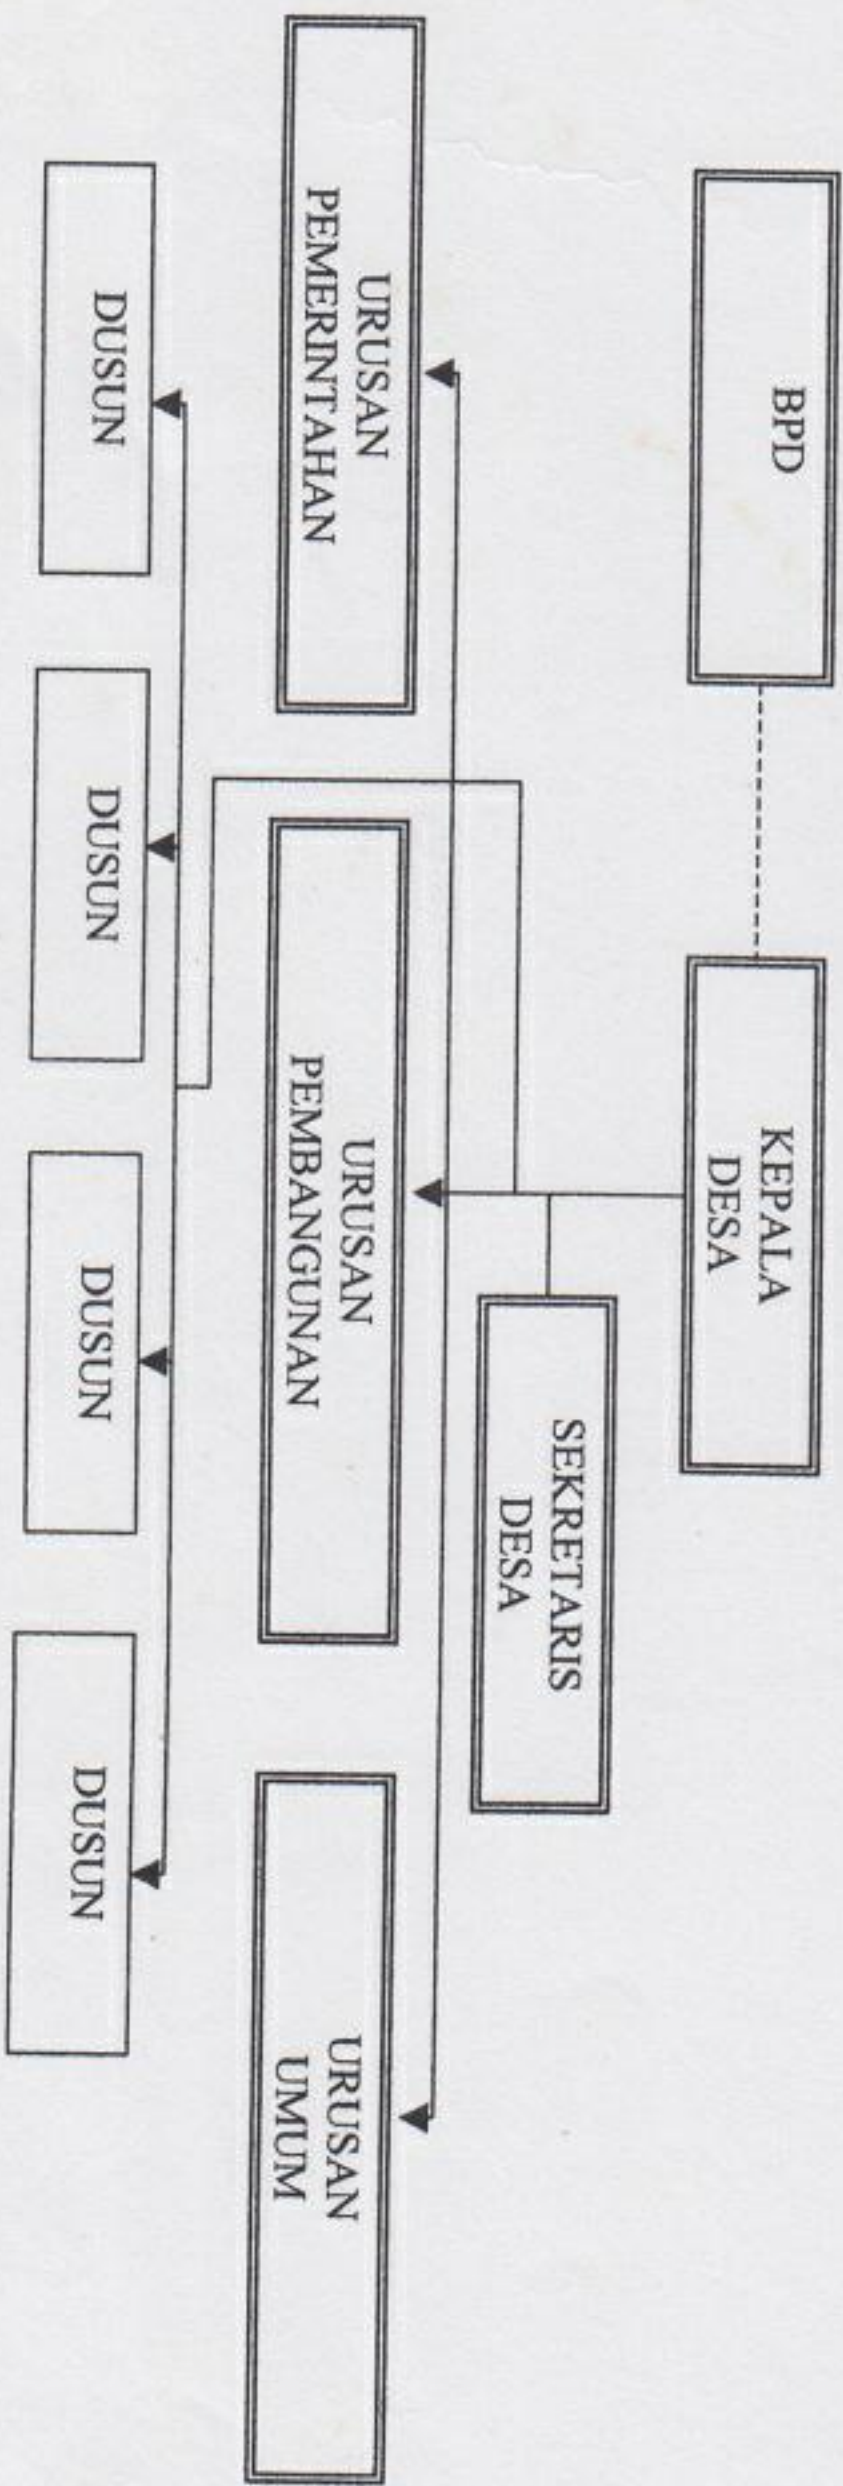 BPD
KEPALA
DESA
SEKRETARIS
DESA
URUSAN
PEMERINTAHAN
URUSAN
PEMBANGUNAN
URUSAN
UMUM
DUSUN
DUSUN
DUSUN
DUSUN